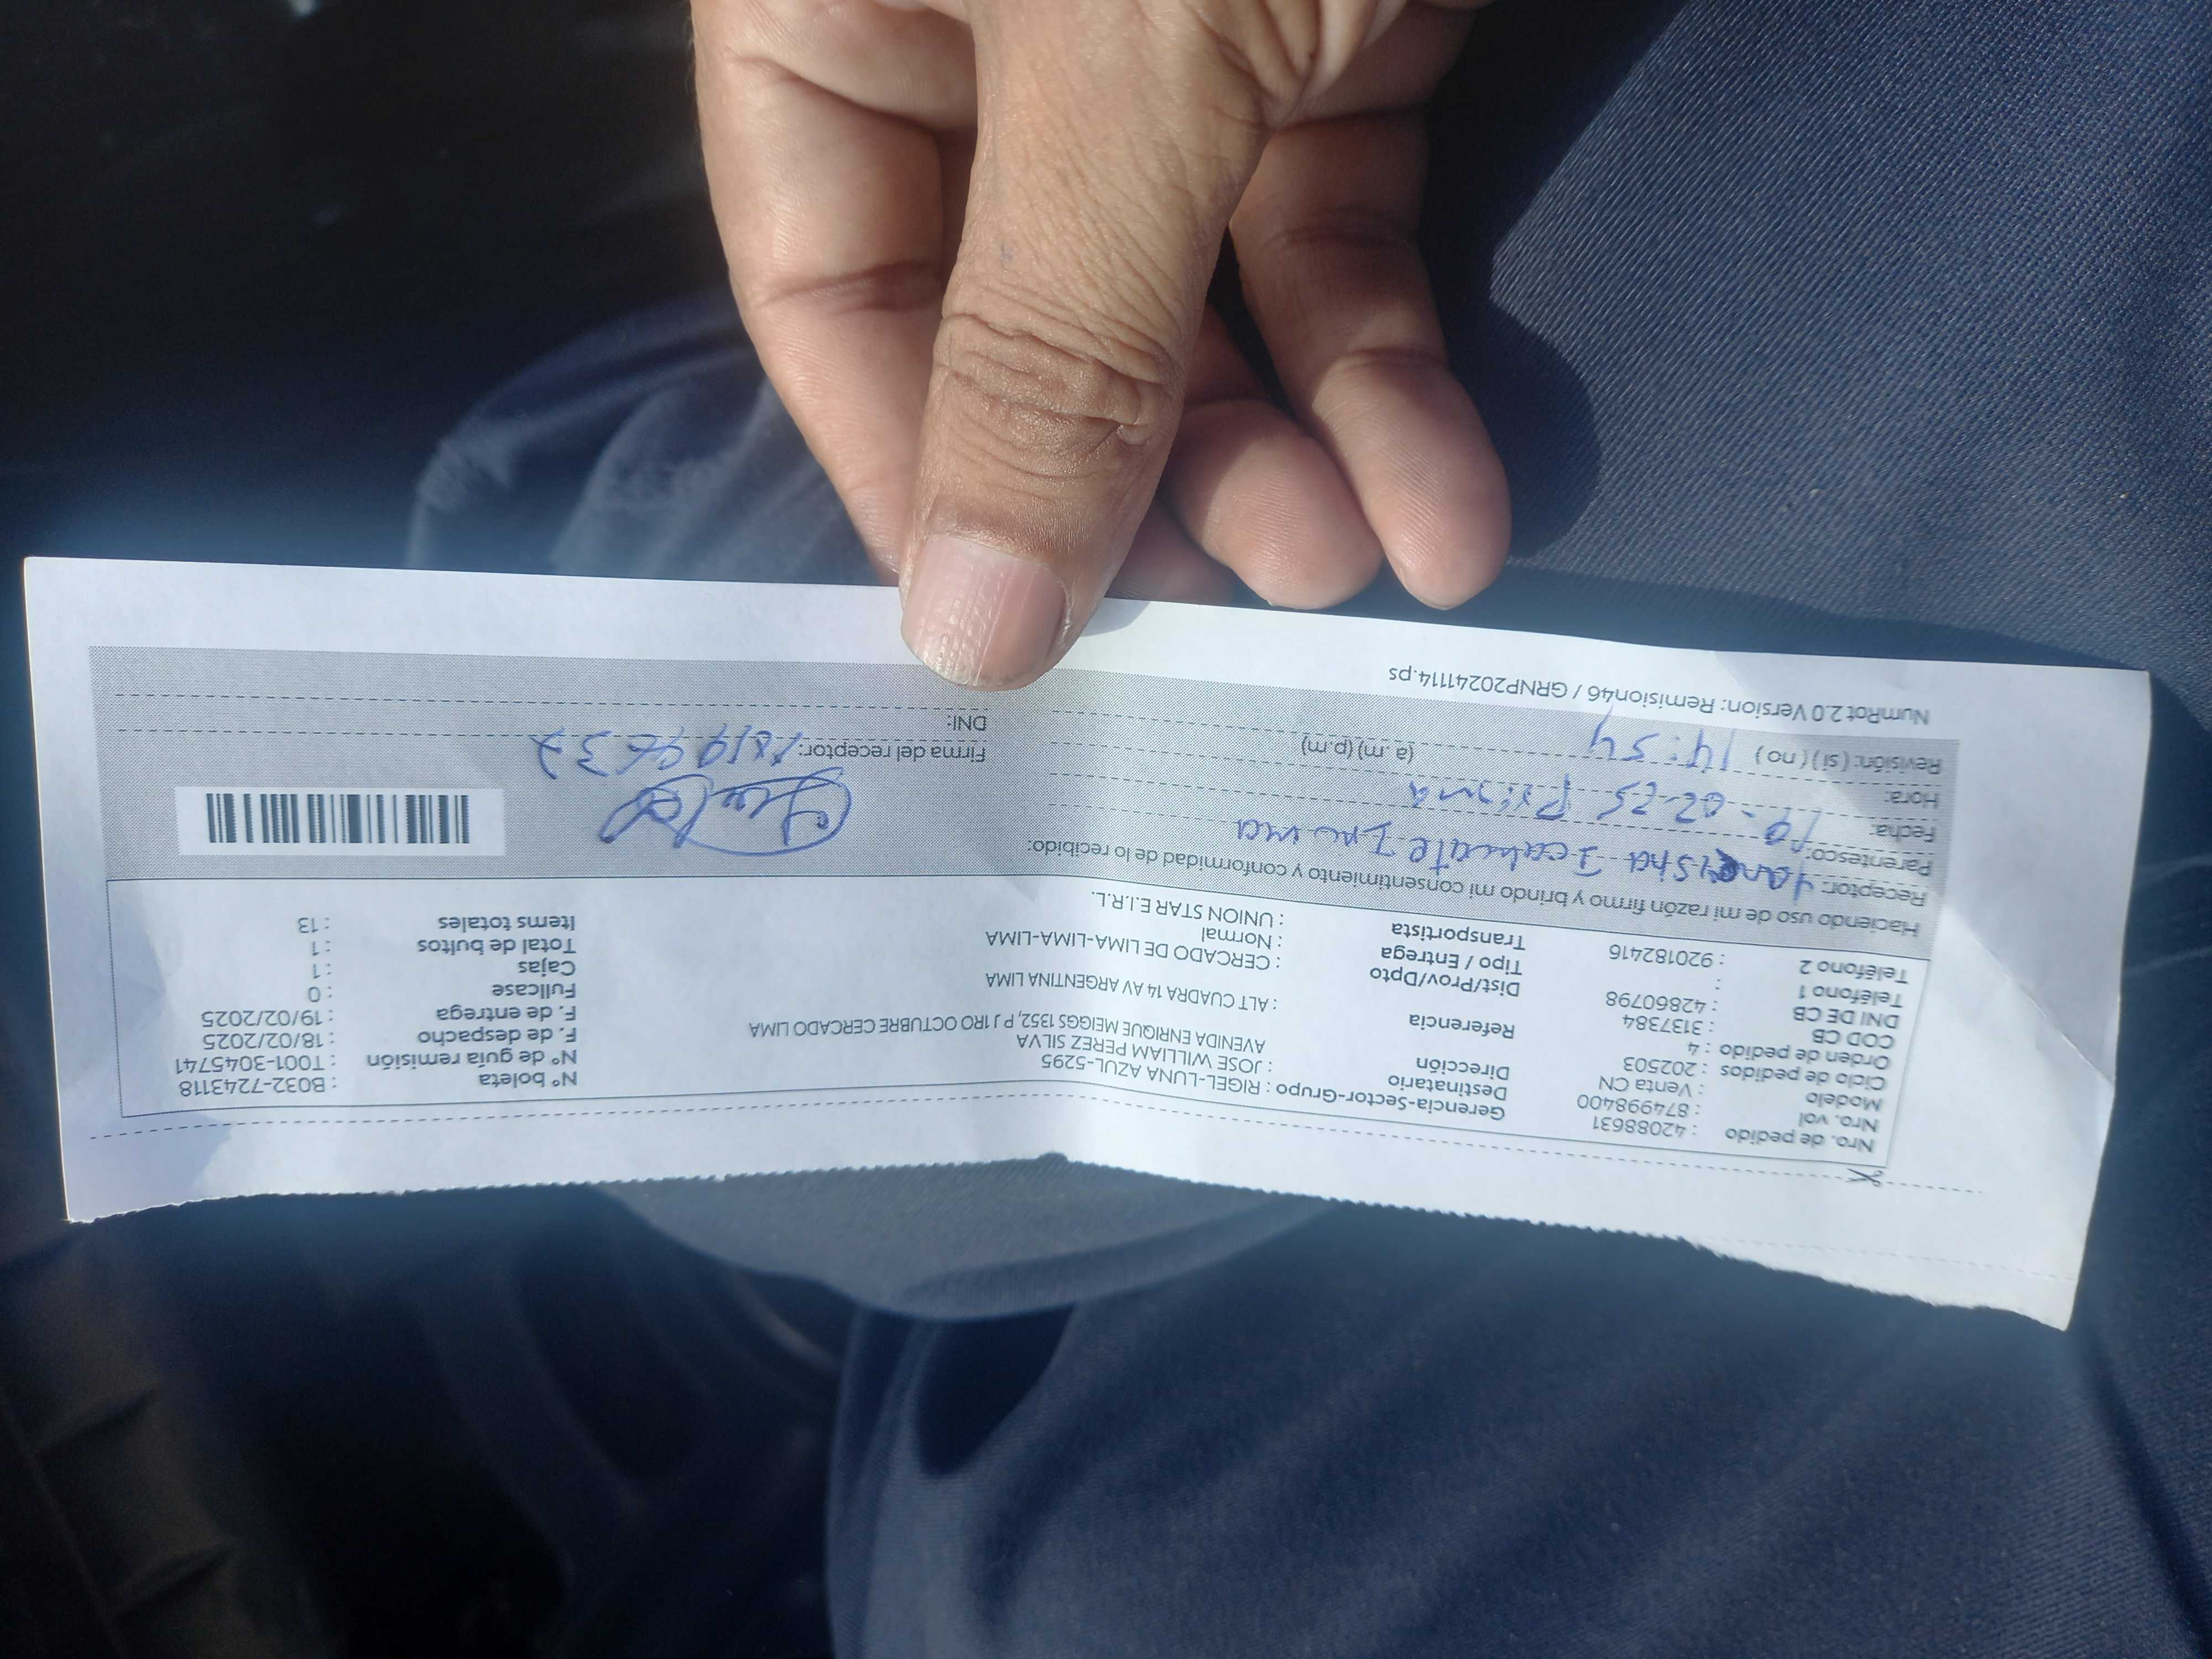 Nro. de pedido : 42088631
Nro. vol : 874998400
Modelo : Venta CN
Ciclo de pedidos : 202503
Orden de pedido : 4
COD CB : 3137384
DNI DE CB : 42860798
Teléfono 1 :
Teléfono 2 : 920182416
Gerencia-Sector-Grupo : RIGEL-LUNA AZUL-5295
Destinatario : JOSE WILLIAM PEREZ SILVA
Dirección AVENIDA ENRIQUE MEIGGS 1352, P J 1RO OCTUBRE CERCADO LIMA
Referencia : ALT CUADRA 14 AV ARGENTINA LIMA
Dist/Prov/Dpto : CERCADO DE LIMA-LIMA-LIMA
Tipo / Entrega : Normal
Transportista : UNION STAR E.I.R.L.
N° boleta : B032-7243118
N° de guía remisión : T001-3045741
F. de despacho : 18/02/2025
F. de entrega : 19/02/2025
Fullcase : 0
Cajas : 1
Total de bultos : 1
Items totales : 13
Haciendo uso de mi razón firmo y brindo mi consentimiento y conformidad de lo recibido:
Receptor:
Parentesco:
Fecha: 19-02-25 Prisma
Hora: 14:54 (a.m) (p.m)
Revisión: (si) (no)
Firma del receptor:
DNI:
NumRot 2.0 Version: Remision46 / GRNP20241114.ps